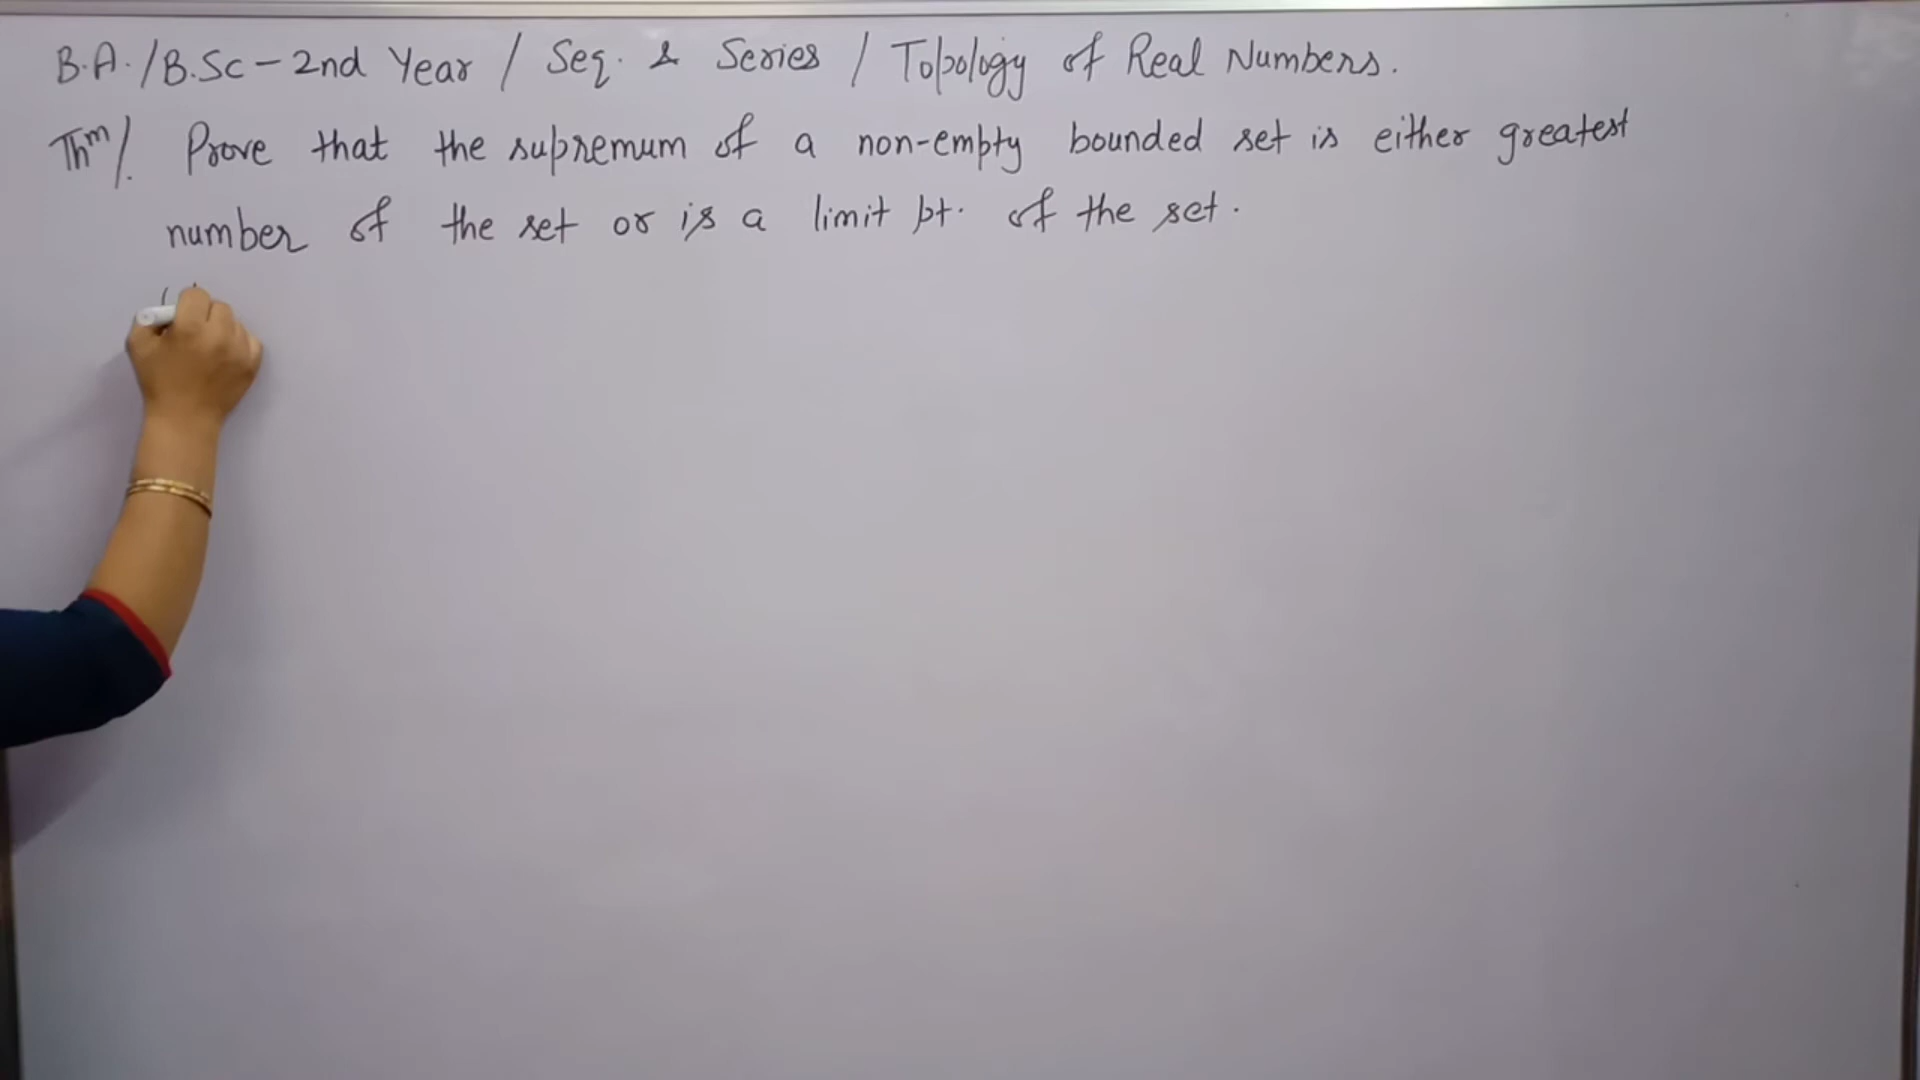 B.A./B.Sc - 2nd Year / Seq. & Series / Topology of Real Numbers.
Thm/. Prove that the supremum of a non-empty bounded set is either greatest
number of the set or is a limit pt. of the set.